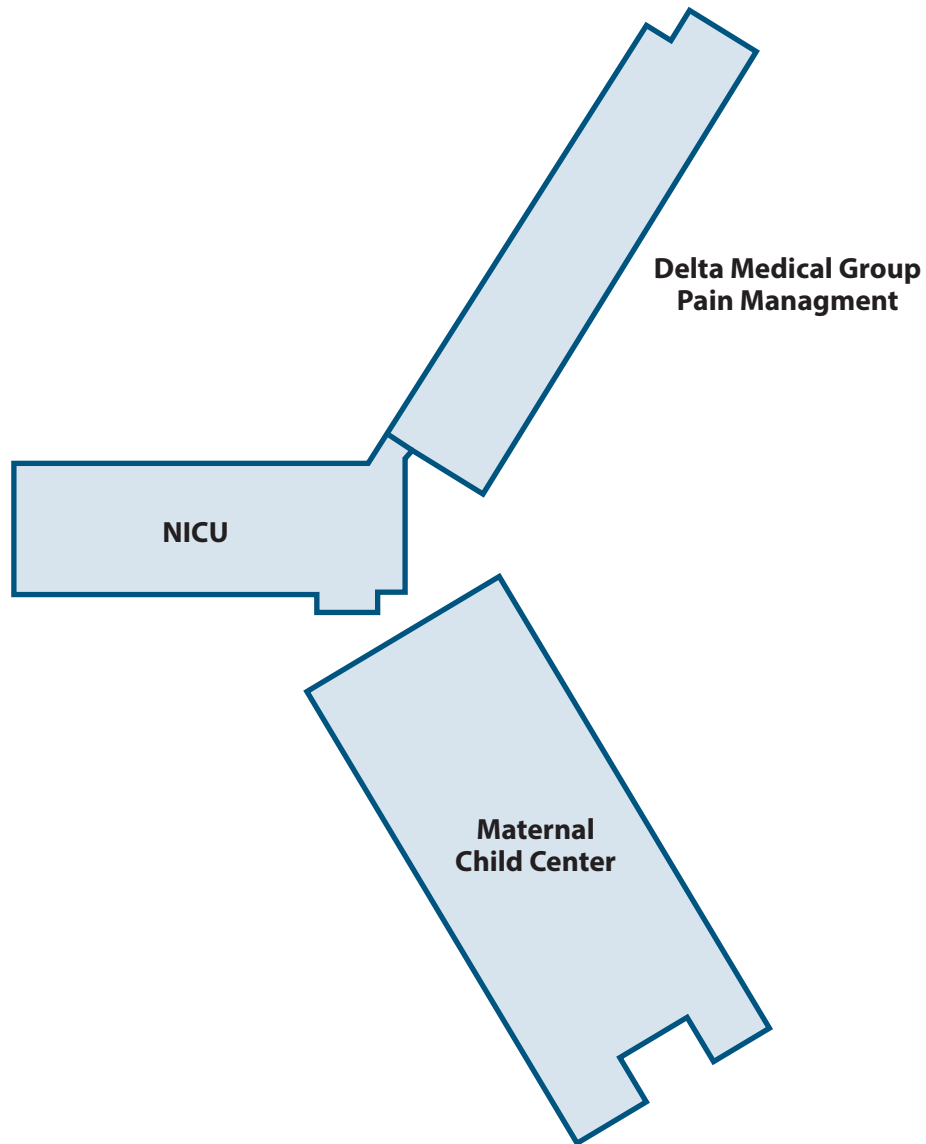 Delta Medical Group
Pain Managment
NICU
Maternal
Child Center